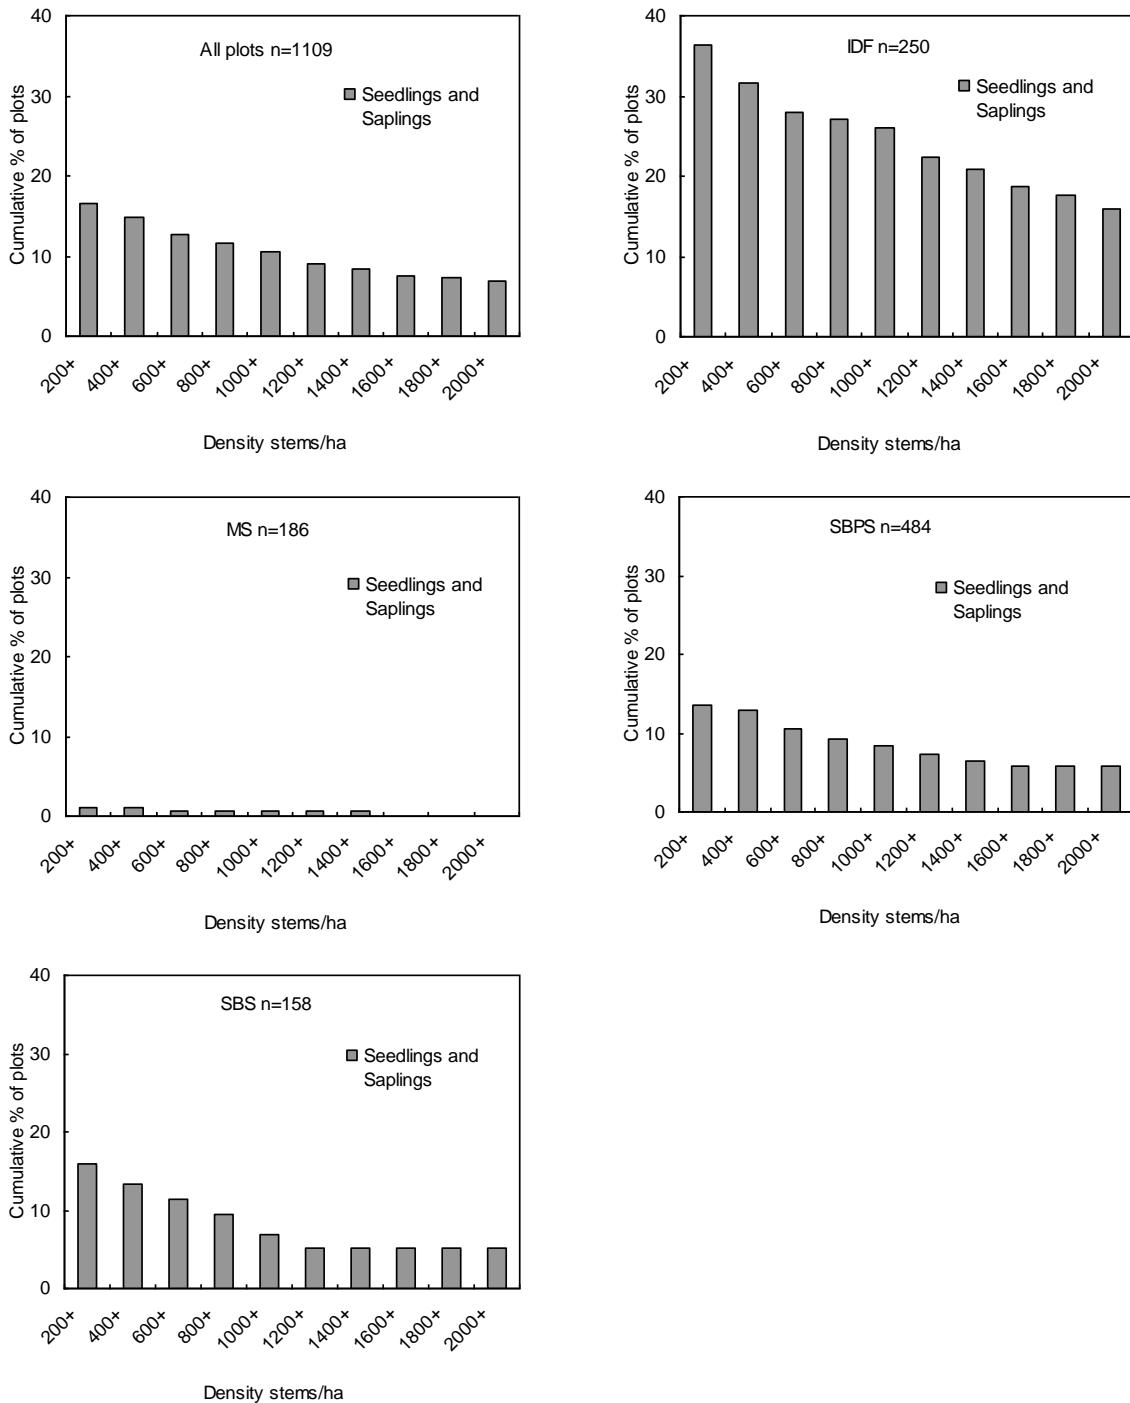 All plots n=1109
Seedlings and
Saplings
Cumulative % of plots
40
30
20
10
0
200+ 400+ 600+ 800+ 1000+ 1200+ 1400+ 1600+ 1800+ 2000+
Density stems/ha
IDF n=250
Seedlings and
Saplings
Cumulative % of plots
40
30
20
10
0
200+ 400+ 600+ 800+ 1000+ 1200+ 1400+ 1600+ 1800+ 2000+
Density stems/ha
MS n=186
Seedlings and
Saplings
Cumulative % of plots
40
30
20
10
0
200+ 400+ 600+ 800+ 1000+ 1200+ 1400+ 1600+ 1800+ 2000+
Density stems/ha
SBPS n=484
Seedlings and
Saplings
Cumulative % of plots
40
30
20
10
0
200+ 400+ 600+ 800+ 1000+ 1200+ 1400+ 1600+ 1800+ 2000+
Density stems/ha
SBS n=158
Seedlings and
Saplings
Cumulative % of plots
40
30
20
10
0
200+ 400+ 600+ 800+ 1000+ 1200+ 1400+ 1600+ 1800+ 2000+
Density stems/ha